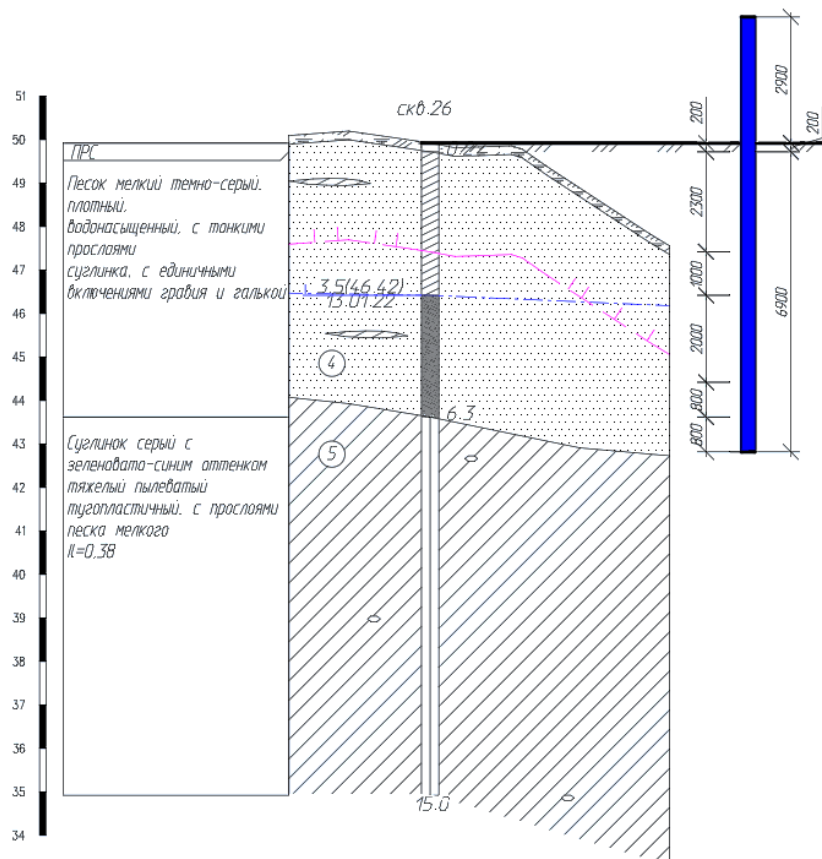 скв.26
ПРС
Песок мелкий темно-серый.
плотный,
водонасыщенный, с тонкими
прослоями
суглинка, с единичными
включениями гравия и галькой
3.5(46.42)
13.01.22
4
6.3
Суглинок серый с
зеленовато-синим оттенком
тяжелый пылеватый
тугопластичный. с прослоями
песка мелкого
Il=0,38
5
15.0
51
50
49
48
47
46
45
44
43
42
41
40
39
38
37
36
35
34
200
2300
1000
2000
800
800
2900
6900
200